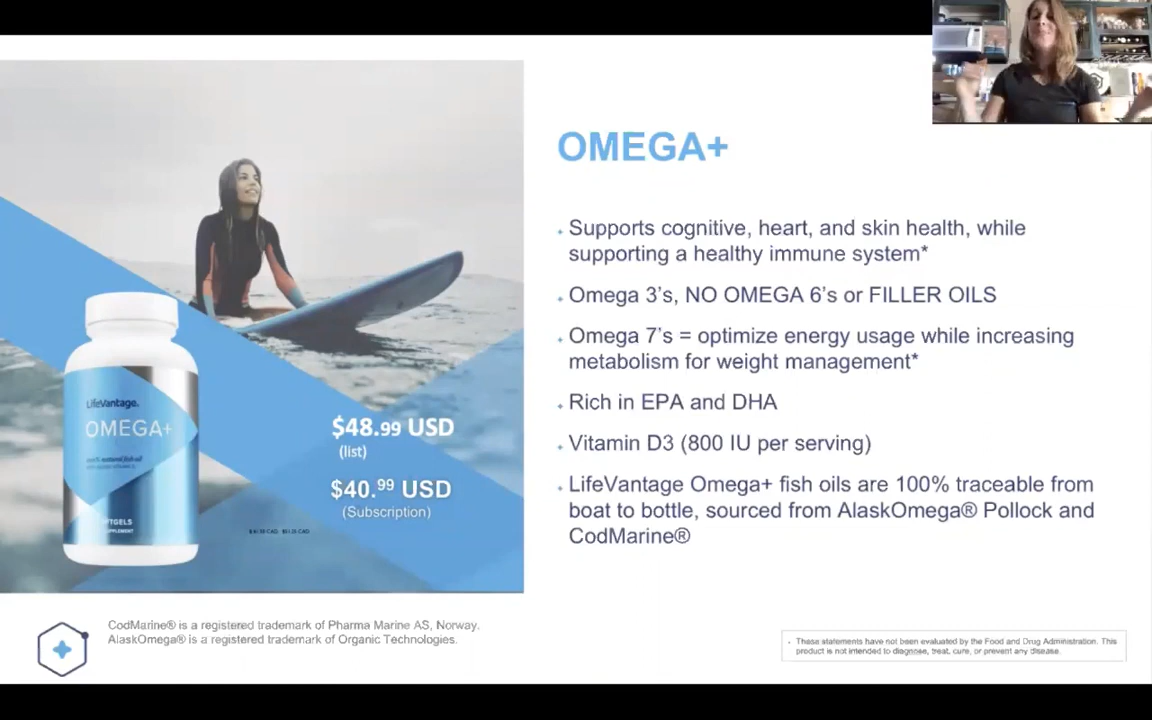 OMEGA+
Supports cognitive, heart, and skin health, while
supporting a healthy immune system*
Omega 3's, NO OMEGA 6's or FILLER OILS
Omega 7's = optimize energy usage while increasing
metabolism for weight management*
Rich in EPA and DHA
Vitamin D3 (800 IU per serving)
LifeVantage Omega+ fish oils are 100% traceable from
boat to bottle, sourced from AlaskOmega® Pollock and
CodMarine®
LifeVantage.
OMEGA+
$48.99 USD
(list)
$40.99 USD
(Subscription)
CodMarine® is a registered trademark of Pharma Marine AS, Norway.
AlaskOmega® is a registered trademark of Organic Technologies.
These statements have not been evaluated by the Food and Drug Administration. This
product is not intended to diagnose, treat, cure, or prevent any disease.